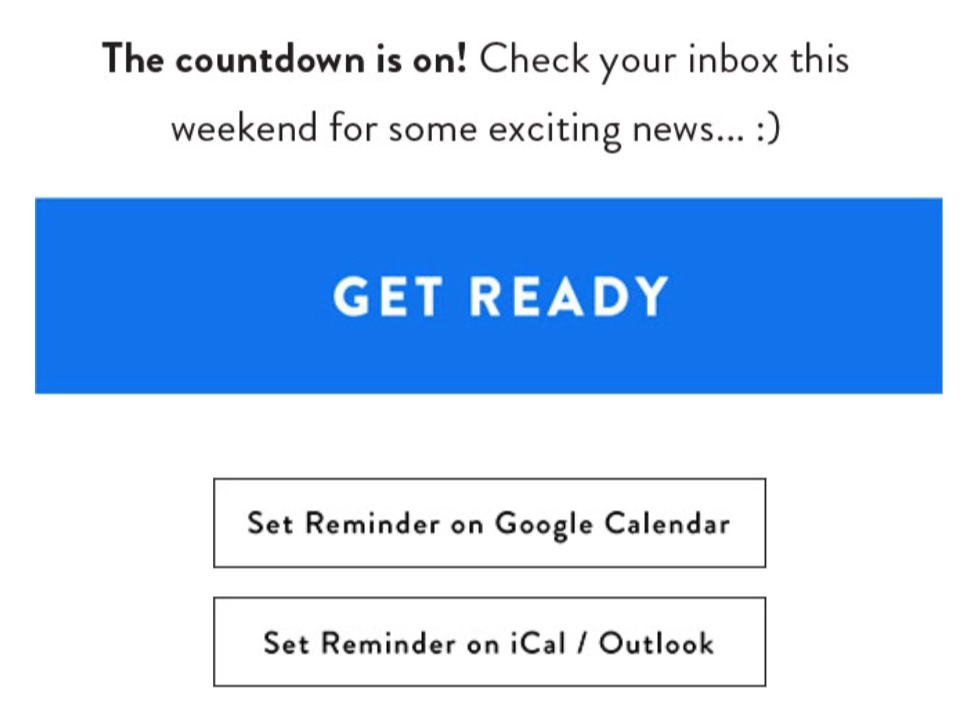 The countdown is on! Check your inbox this
weekend for some exciting news... :)
GET READY
Set Reminder on Google Calendar
Set Reminder on iCal / Outlook